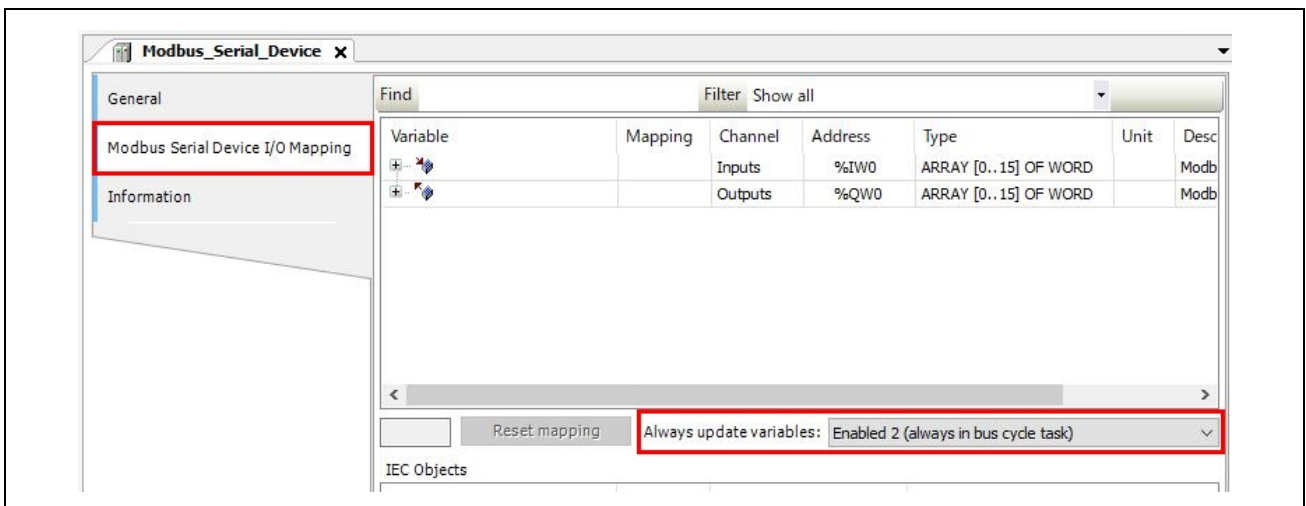 Modbus_Serial_Device X
General
Modbus Serial Device I/O Mapping
Information
Find Filter Show all
Variable Mapping Channel Address Type Unit Desc
Inputs %IW0 ARRAY [0..15] OF WORD Modb
Outputs %QW0 ARRAY [0..15] OF WORD Modb
Reset mapping Always update variables: Enabled 2 (always in bus cycle task)
IEC Objects